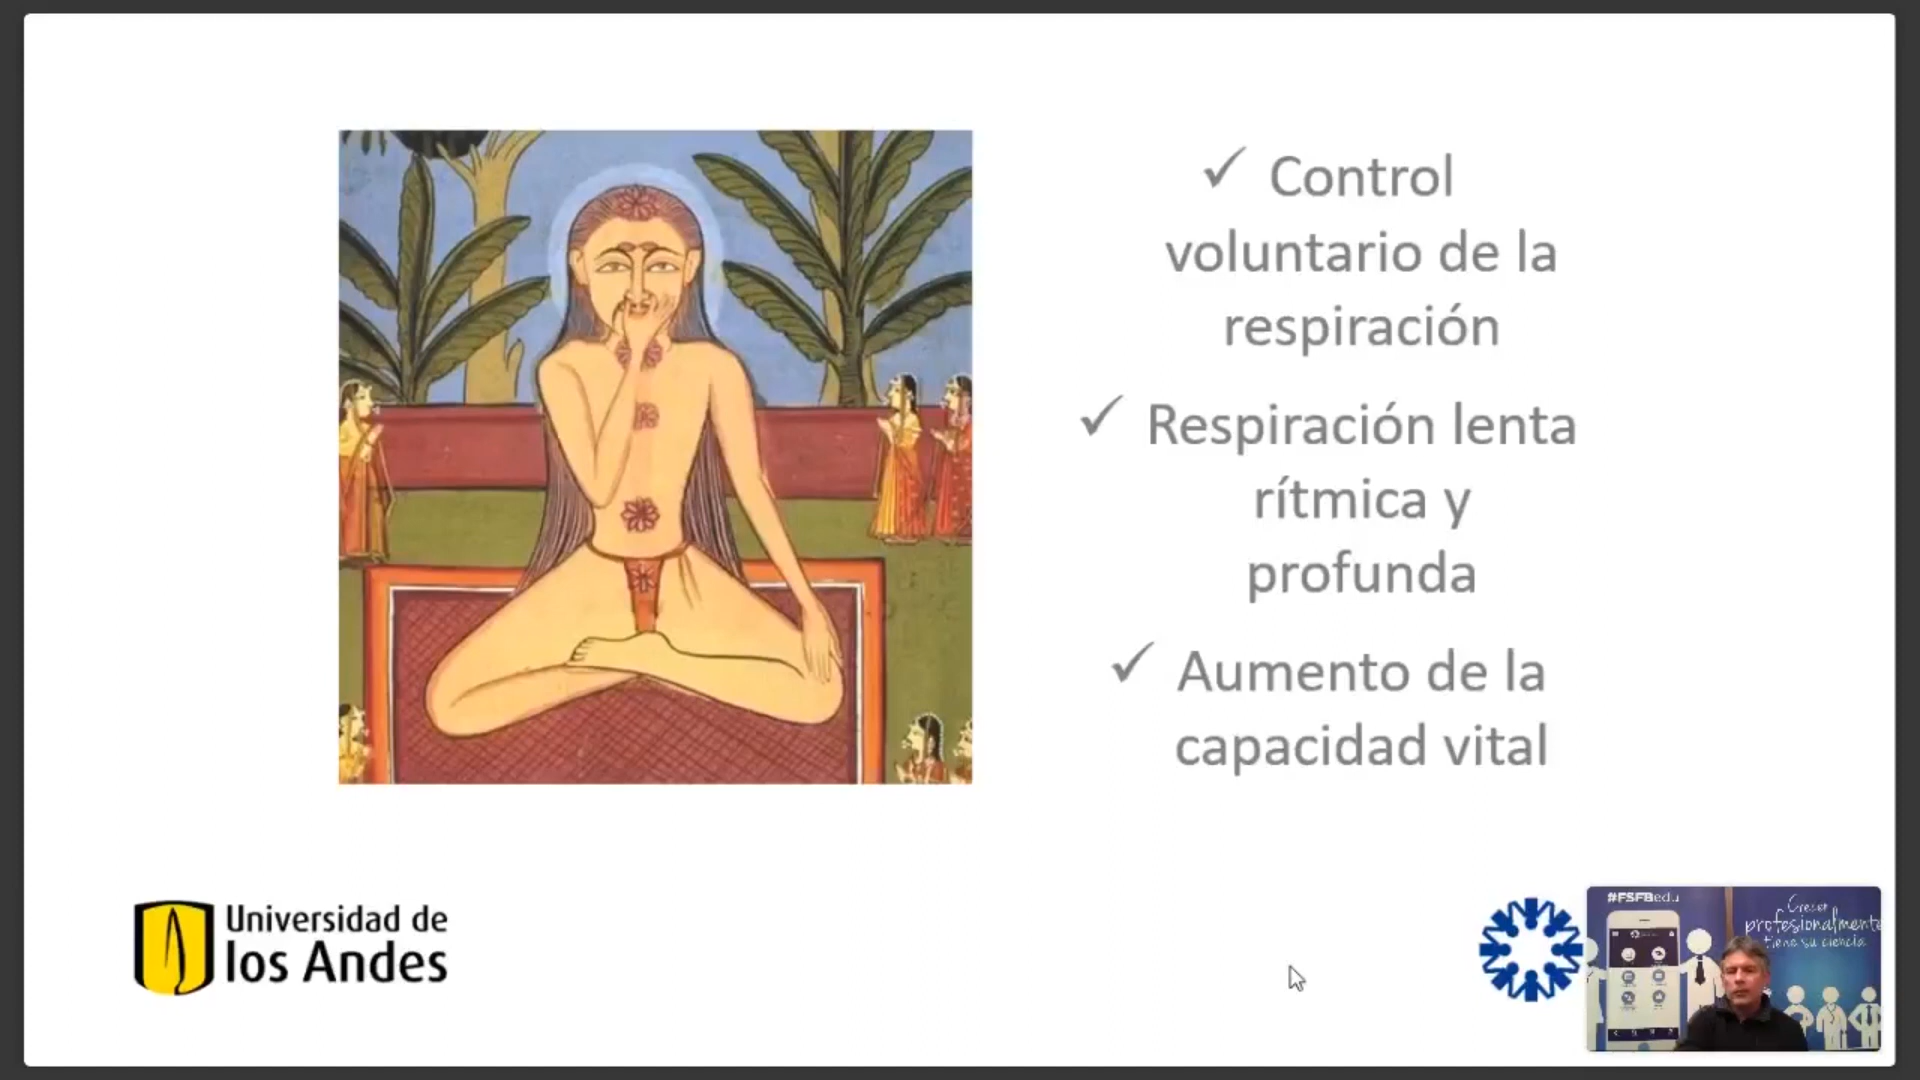 ✓ Control
voluntario de la
respiración
✓ Respiración lenta
rítmica y
profunda
✓ Aumento de la
capacidad vital
Universidad de
los Andes
#FSFBedu
Crecer
profesionalmente
tiene su ciencia